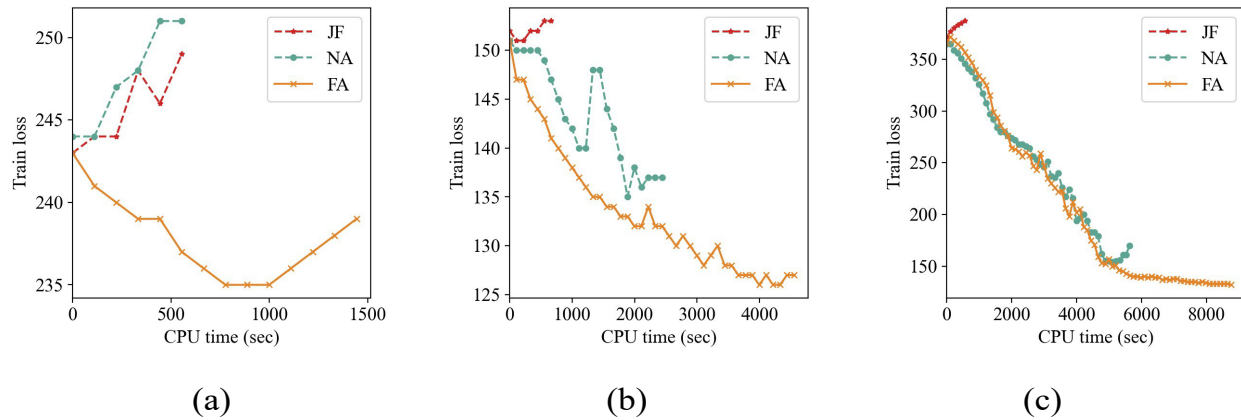 250
245
240
235
Train loss
0 500 1000 1500
CPU time (sec)
JF
NA
FA
(a)
150
145
140
135
130
125
Train loss
0 1000 2000 3000 4000
CPU time (sec)
JF
NA
FA
(b)
350
300
250
200
150
Train loss
0 2000 4000 6000 8000
CPU time (sec)
JF
NA
FA
(c)